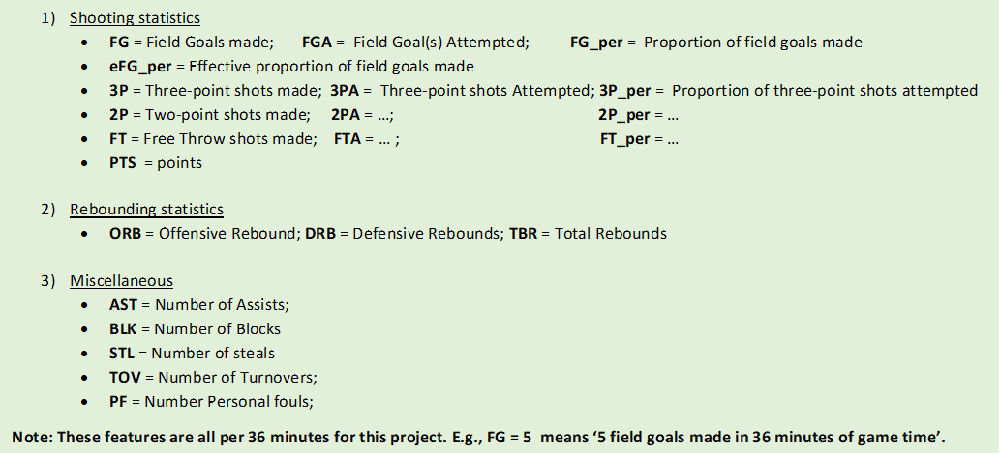 1) Shooting statistics
• FG = Field Goals made; FGA = Field Goal(s) Attempted; FG_per = Proportion of field goals made
• eFG_per = Effective proportion of field goals made
• 3P = Three-point shots made; 3PA = Three-point shots Attempted; 3P_per = Proportion of three-point shots attempted
• 2P = Two-point shots made; 2PA = ...; 2P_per = ...
• FT = Free Throw shots made; FTA = ... ; FT_per = ...
• PTS = points
2) Rebounding statistics
• ORB = Offensive Rebound; DRB = Defensive Rebounds; TBR = Total Rebounds
3) Miscellaneous
• AST = Number of Assists;
• BLK = Number of Blocks
• STL = Number of steals
• TOV = Number of Turnovers;
• PF = Number Personal fouls;
Note: These features are all per 36 minutes for this project. E.g., FG = 5 means ‘5 field goals made in 36 minutes of game time’.